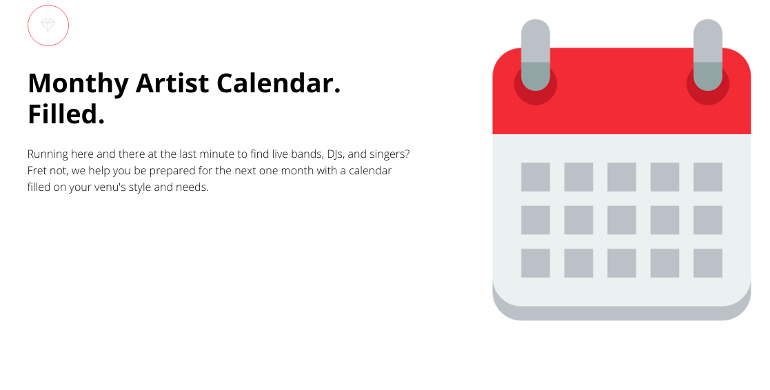 Monthy Artist Calendar.
Filled.
Running here and there at the last minute to find live bands, DJs, and singers?
Fret not, we help you be prepared for the next one month with a calendar
filled on your venu's style and needs.